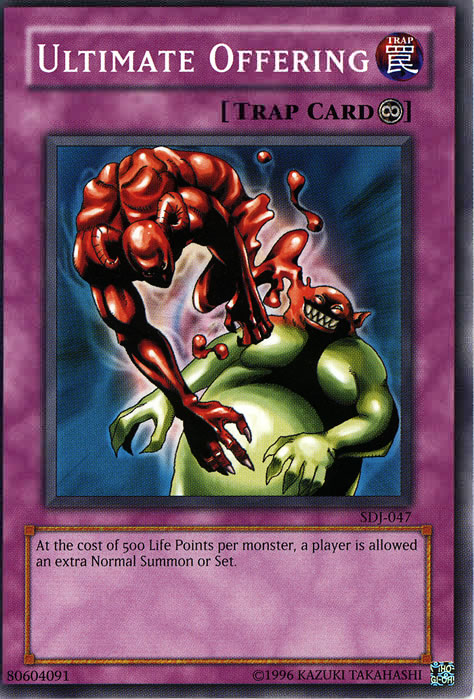 ULTIMATE OFFERING
TRAP
罠
[TRAP CARD∞]
SDJ-047
At the cost of 500 Life Points per monster, a player is allowed
an extra Normal Summon or Set.
80604091
©1996 KAZUKI TAKAHASHI